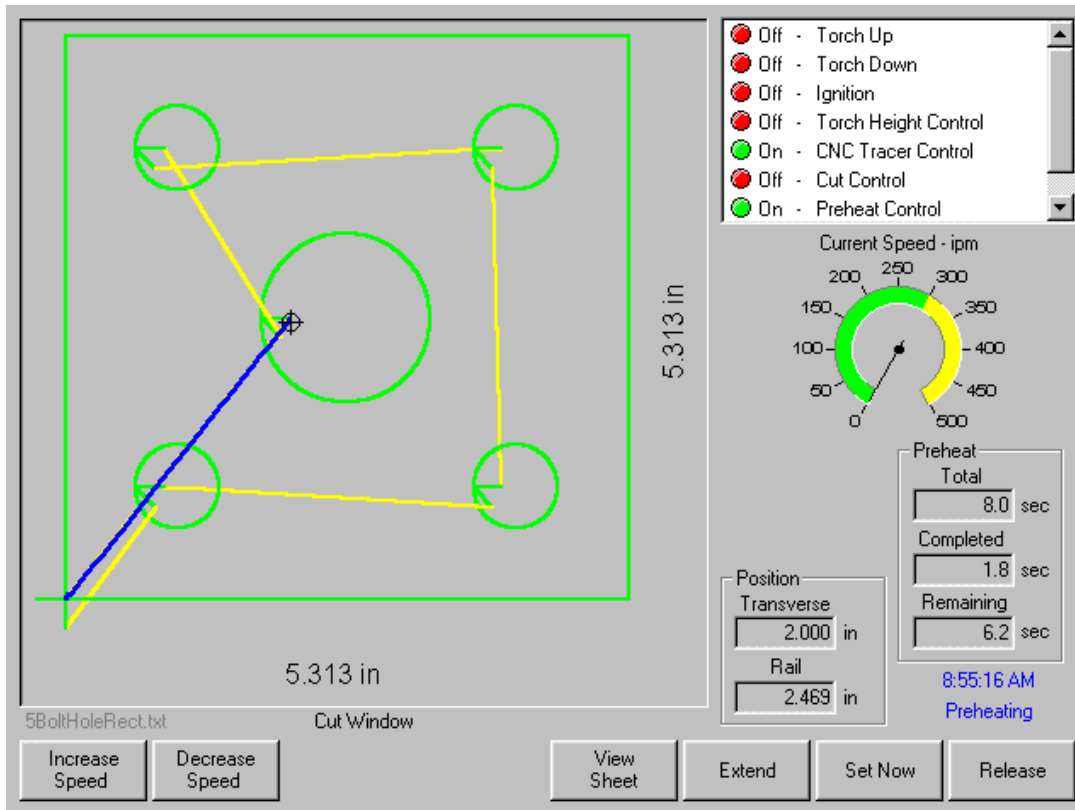 Off - Torch Up
Off - Torch Down
Off - Ignition
Off - Torch Height Control
On - CNC Tracer Control
Off - Cut Control
On - Preheat Control
Current Speed - ipm
0
50
100
150
200
250
300
350
400
450
500
5.313 in
5.313 in
Preheat
Total
8.0 sec
Completed
1.8 sec
Remaining
6.2 sec
Position
Transverse
2.000 in
Rail
2.469 in
8:55:16 AM
Preheating
5BoltHoleRect.txt
Cut Window
Increase
Speed
Decrease
Speed
View
Sheet
Extend
Set Now
Release